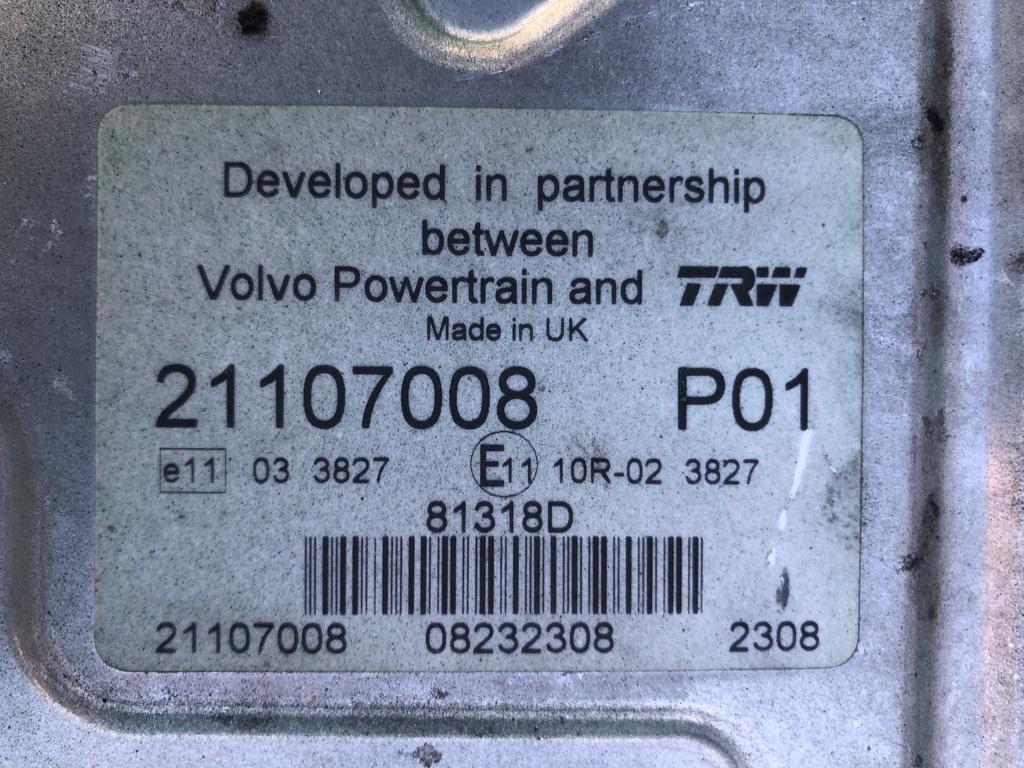 Developed in partnership
between
Volvo Powertrain and TRW
Made in UK
21107008 P01
e11 03 3827 E11 10R-02 3827
81318D
21107008 08232308 2308